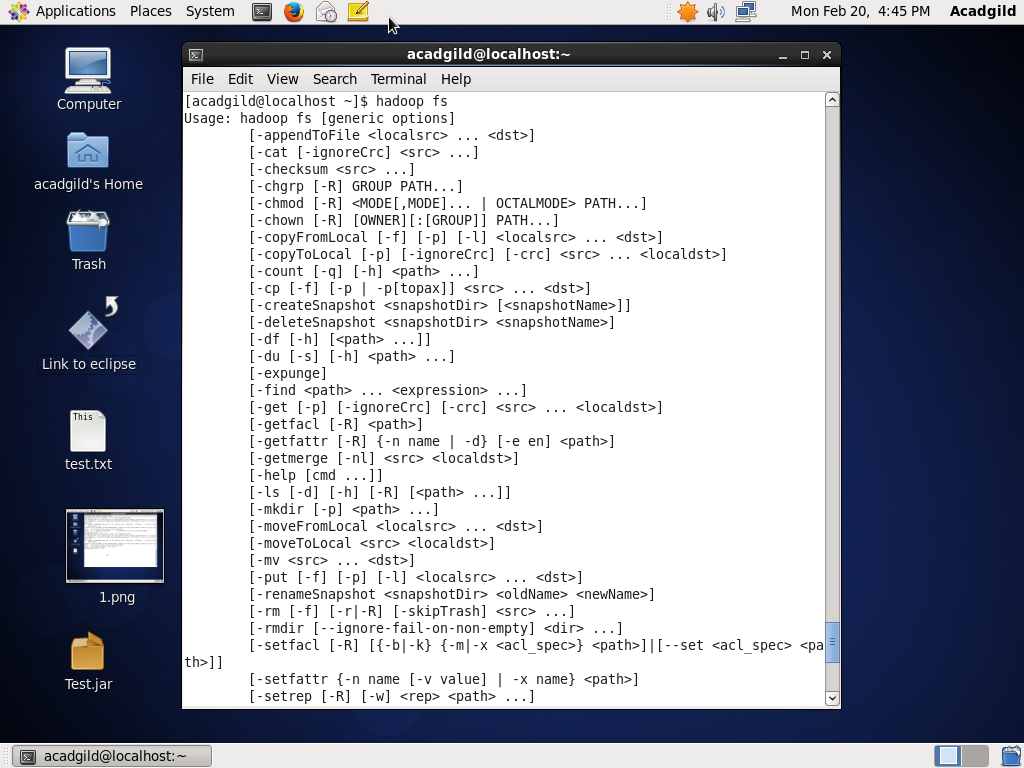 Applications Places System Mon Feb 20, 4:45 PM Acadgild
acadgild@localhost:~
File Edit View Search Terminal Help
[acadgild@localhost ~]$ hadoop fs
Usage: hadoop fs [generic options]
[-appendToFile <localsrc> ... <dst>]
[-cat [-ignoreCrc] <src> ...]
[-checksum <src> ...]
[-chgrp [-R] GROUP PATH...]
[-chmod [-R] <MODE[,MODE]... | OCTALMODE> PATH...]
[-chown [-R] [OWNER][:[GROUP]] PATH...]
[-copyFromLocal [-f] [-p] [-l] <localsrc> ... <dst>]
[-copyToLocal [-p] [-ignoreCrc] [-crc] <src> ... <localdst>]
[-count [-q] [-h] <path> ...]
[-cp [-f] [-p | -p[topax]] <src> ... <dst>]
[-createSnapshot <snapshotDir> [<snapshotName>]]
[-deleteSnapshot <snapshotDir> <snapshotName>]
[-df [-h] [<path> ...]]
[-du [-s] [-h] <path> ...]
[-expunge]
[-find <path> ... <expression> ...]
[-get [-p] [-ignoreCrc] [-crc] <src> ... <localdst>]
[-getfacl [-R] <path>]
[-getfattr [-R] {-n name | -d} [-e en] <path>]
[-getmerge [-nl] <src> <localdst>]
[-help [cmd ...]]
[-ls [-d] [-h] [-R] [<path> ...]]
[-mkdir [-p] <path> ...]
[-moveFromLocal <localsrc> ... <dst>]
[-moveToLocal <src> <localdst>]
[-mv <src> ... <dst>]
[-put [-f] [-p] [-l] <localsrc> ... <dst>]
[-renameSnapshot <snapshotDir> <oldName> <newName>]
[-rm [-f] [-r|-R] [-skipTrash] <src> ...]
[-rmdir [--ignore-fail-on-non-empty] <dir> ...]
[-setfacl [-R] [{-b|-k} {-m|-x <acl_spec>} <path>]|[--set <acl_spec> <pa
th>]]
[-setfattr {-n name [-v value] | -x name} <path>]
[-setrep [-R] [-w] <rep> <path> ...]
Computer
acadgild's Home
Trash
Link to eclipse
This
test.txt
1.png
Test.jar
acadgild@localhost:~